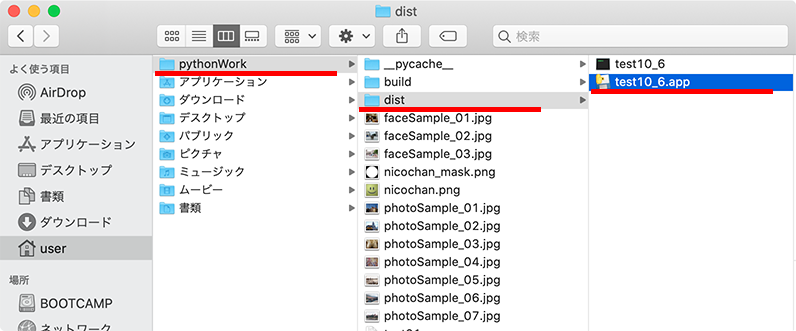 dist
検索
よく使う項目
AirDrop
最近の項目
アプリケーション
デスクトップ
書類
ダウンロード
user
場所
BOOTCAMP
ネットワーク
pythonWork
アプリケーション
ダウンロード
デスクトップ
パブリック
ピクチャ
ミュージック
ムービー
書類
__pycache__
build
dist
faceSample_01.jpg
faceSample_02.jpg
faceSample_03.jpg
nicochan_mask.png
nicochan.png
photoSample_01.jpg
photoSample_02.jpg
photoSample_03.jpg
photoSample_04.jpg
photoSample_05.jpg
photoSample_06.jpg
photoSample_07.jpg
test10_6
test10_6.app